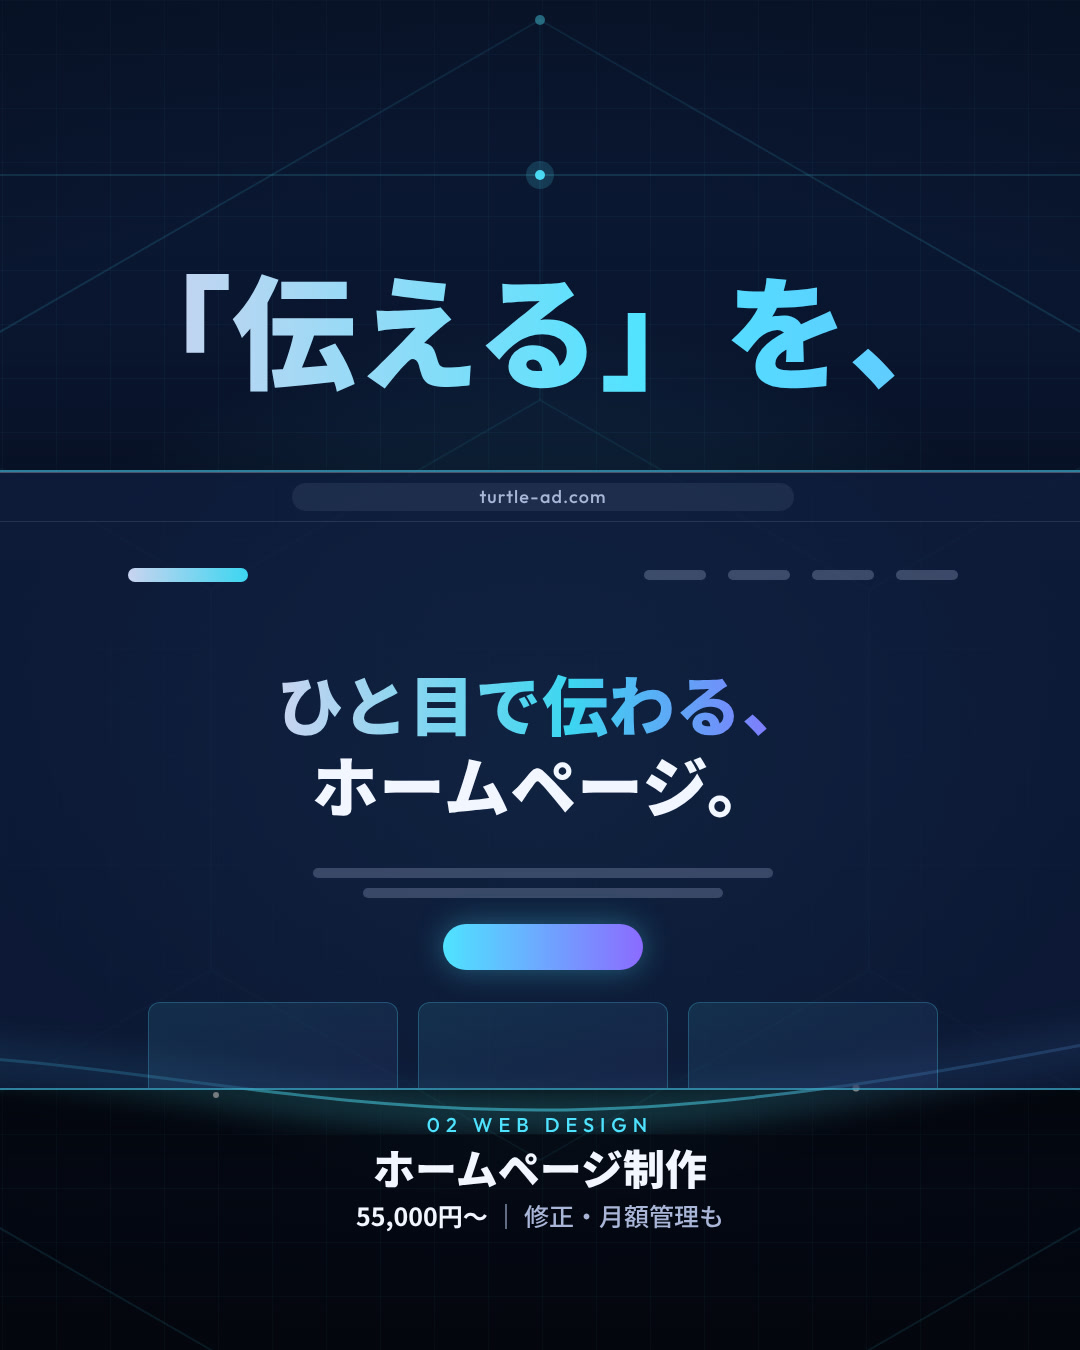 「伝える」を、
turtle-ad.com
ひと目で伝わる、
ホームページ。
02 WEB DESIGN
ホームページ制作
55,000円〜｜修正・月額管理も